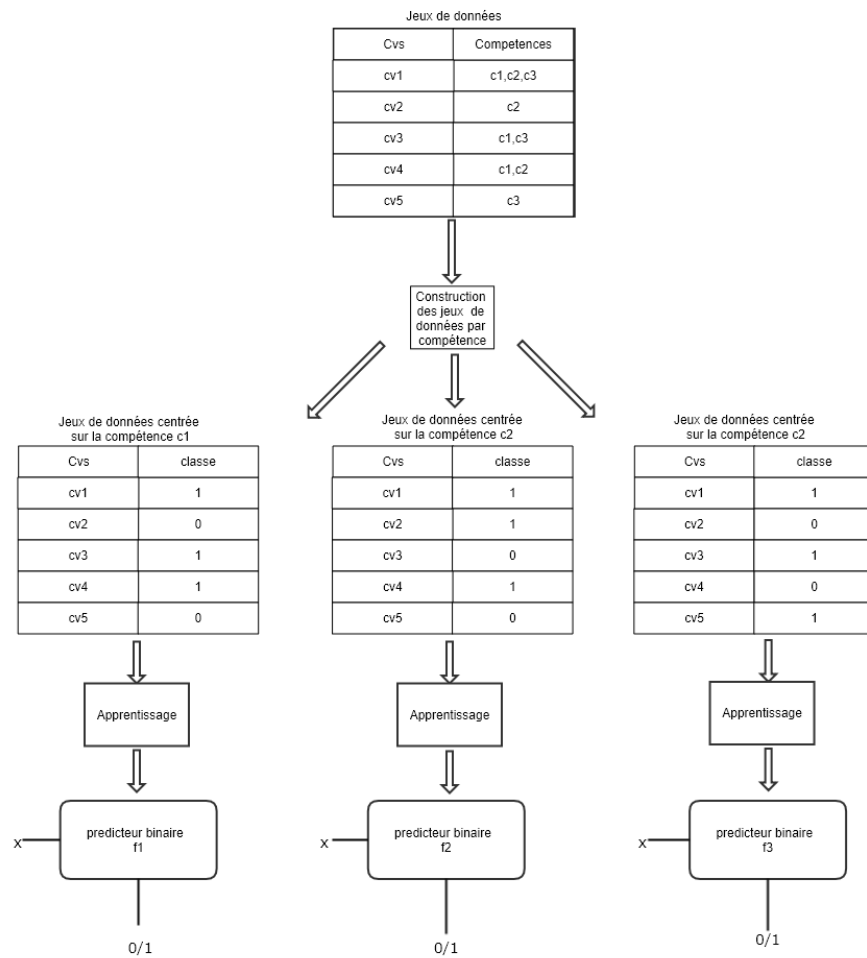 Jeux de données
Cvs Competences
cv1 c1,c2,c3
cv2 c2
cv3 c1,c3
cv4 c1,c2
cv5 c3
Construction
des jeux de
données par
compétence
Jeux de données centrée
sur la compétence c1
Cvs classe
cv1 1
cv2 0
cv3 1
cv4 1
cv5 0
Jeux de données centrée
sur la compétence c2
Cvs classe
cv1 1
cv2 1
cv3 0
cv4 1
cv5 0
Jeux de données centrée
sur la compétence c2
Cvs classe
cv1 1
cv2 0
cv3 1
cv4 0
cv5 1
Apprentissage
Apprentissage
Apprentissage
x
predicteur binaire
f1
0/1
x
predicteur binaire
f2
0/1
x
predicteur binaire
f3
0/1